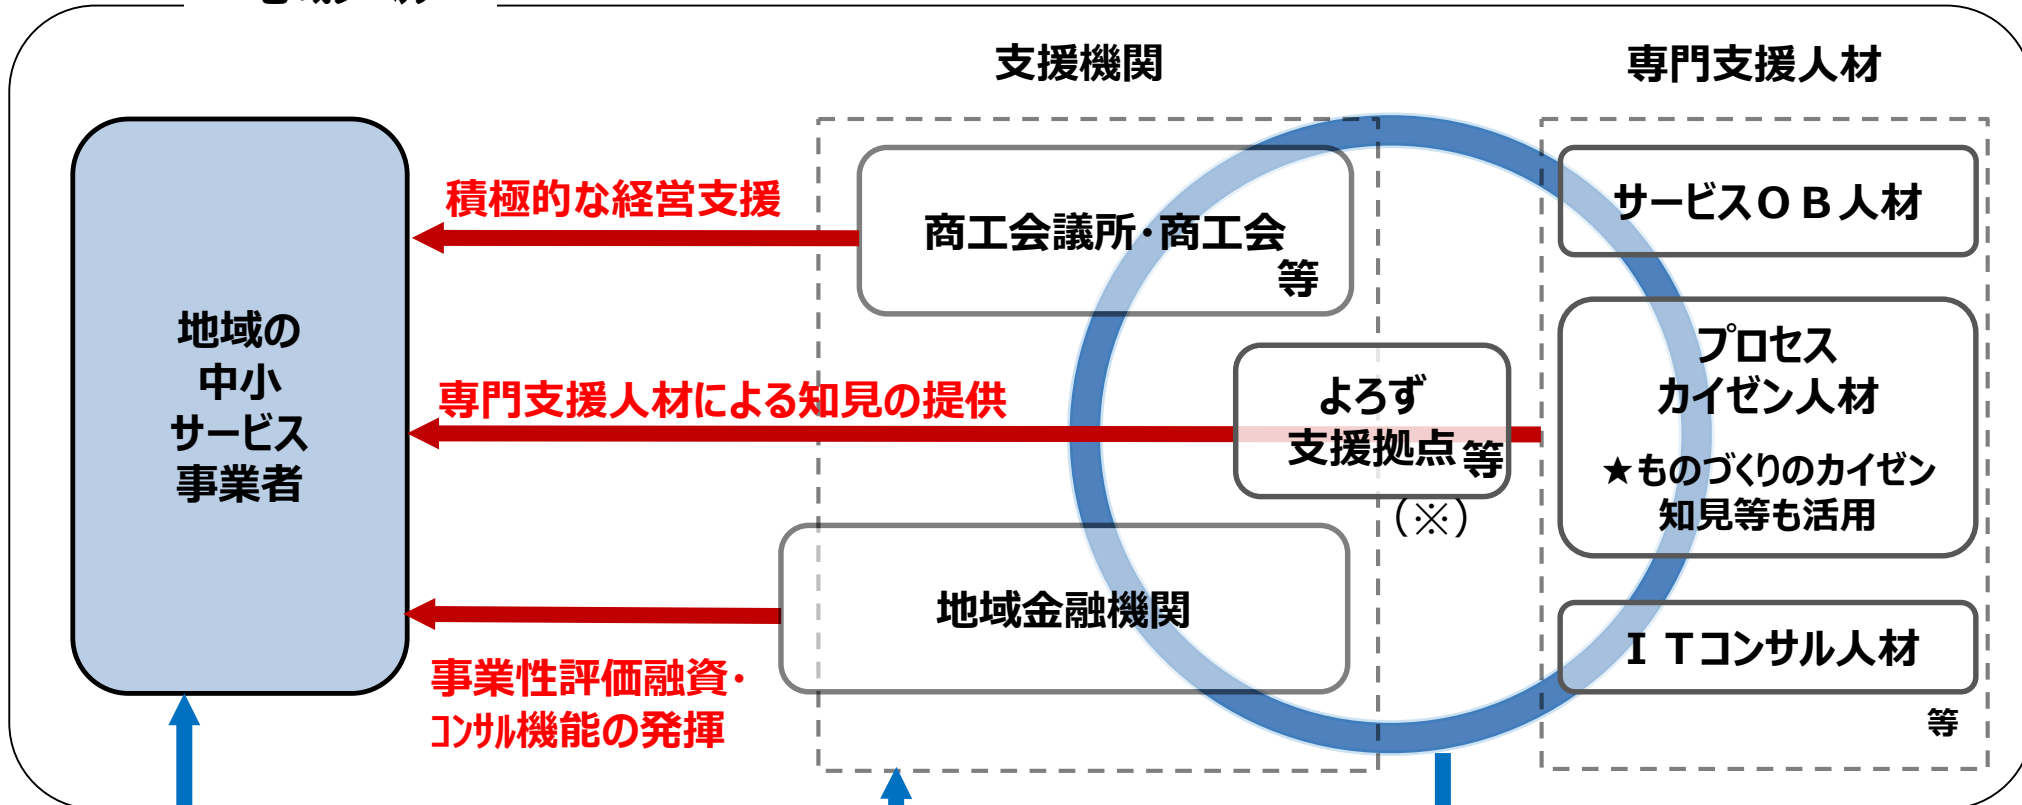 支援機関
専門支援人材
積極的な経営支援
商工会議所・商工会
等
サービスＯＢ人材
地域の
中小
サービス
事業者
専門支援人材による知見の提供
よろず
支援拠点等
（※）
プロセス
カイゼン人材
★ものづくりのカイゼン
知見等も活用
地域金融機関
事業性評価融資・
コンサル機能の発揮
ＩＴコンサル人材
等